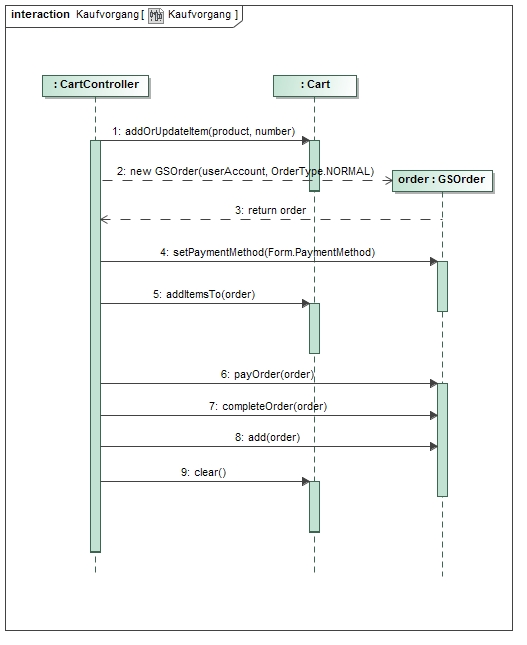 interaction Kaufvorgang [ Kaufvorgang ]
: CartController
: Cart
1: addOrUpdateItem(product, number)
2: new GSOrder(userAccount, OrderType.NORMAL)
order : GSOrder
3: return order
4: setPaymentMethod(Form.PaymentMethod)
5: addItemsTo(order)
6: payOrder(order)
7: completeOrder(order)
8: add(order)
9: clear()